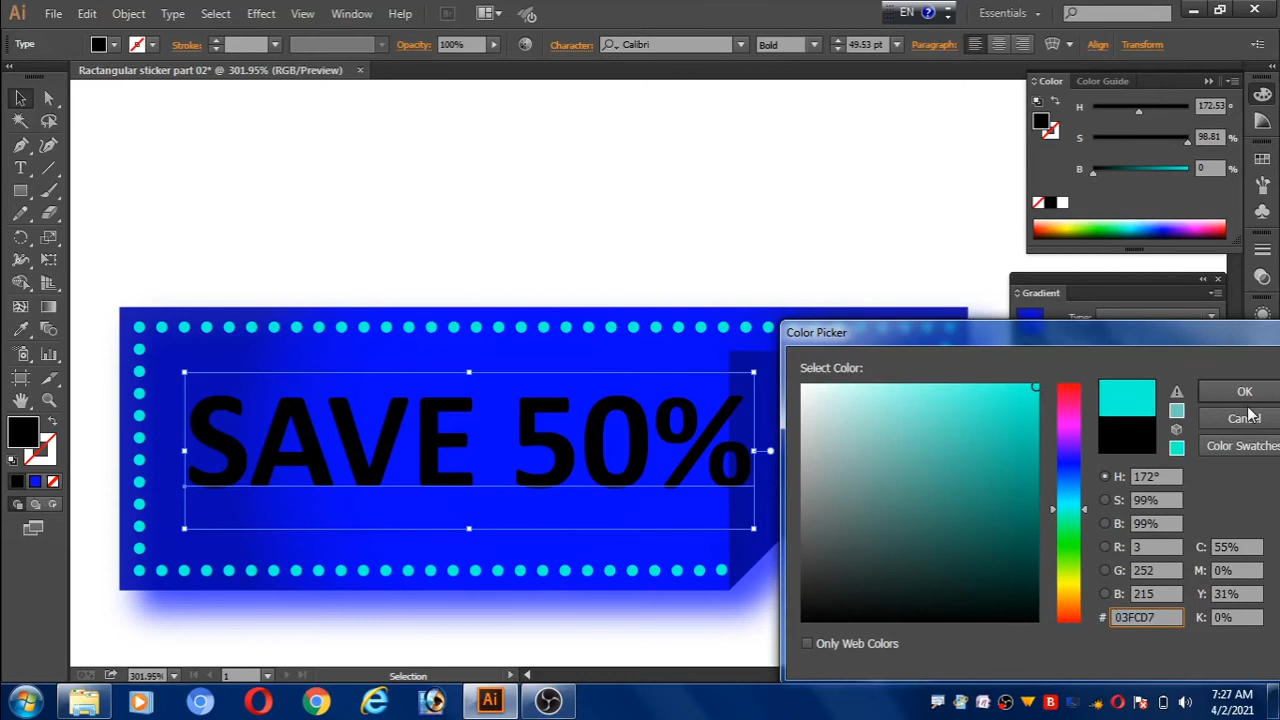 Ai File Edit Object Type Select Effect View Window Help Br EN Essentials
Type Stroke: Opacity: 100% Character: Calibri Bold 49.53 pt Paragraph: Align Transform
Ractangular sticker part 02* @ 301.95% (RGB/Preview)
Color Color Guide
H 172.53 °
S 98.81 %
B 0 %
Gradient
Type:
SAVE 50%
Color Picker
Select Color:
OK
Cancel
Color Swatches
H: 172°
S: 99%
B: 99%
R: 3 C: 55%
G: 252 M: 0%
B: 215 Y: 31%
# 03FCD7 K: 0%
Only Web Colors
301.95% 1 Selection
7:27 AM
4/2/2021